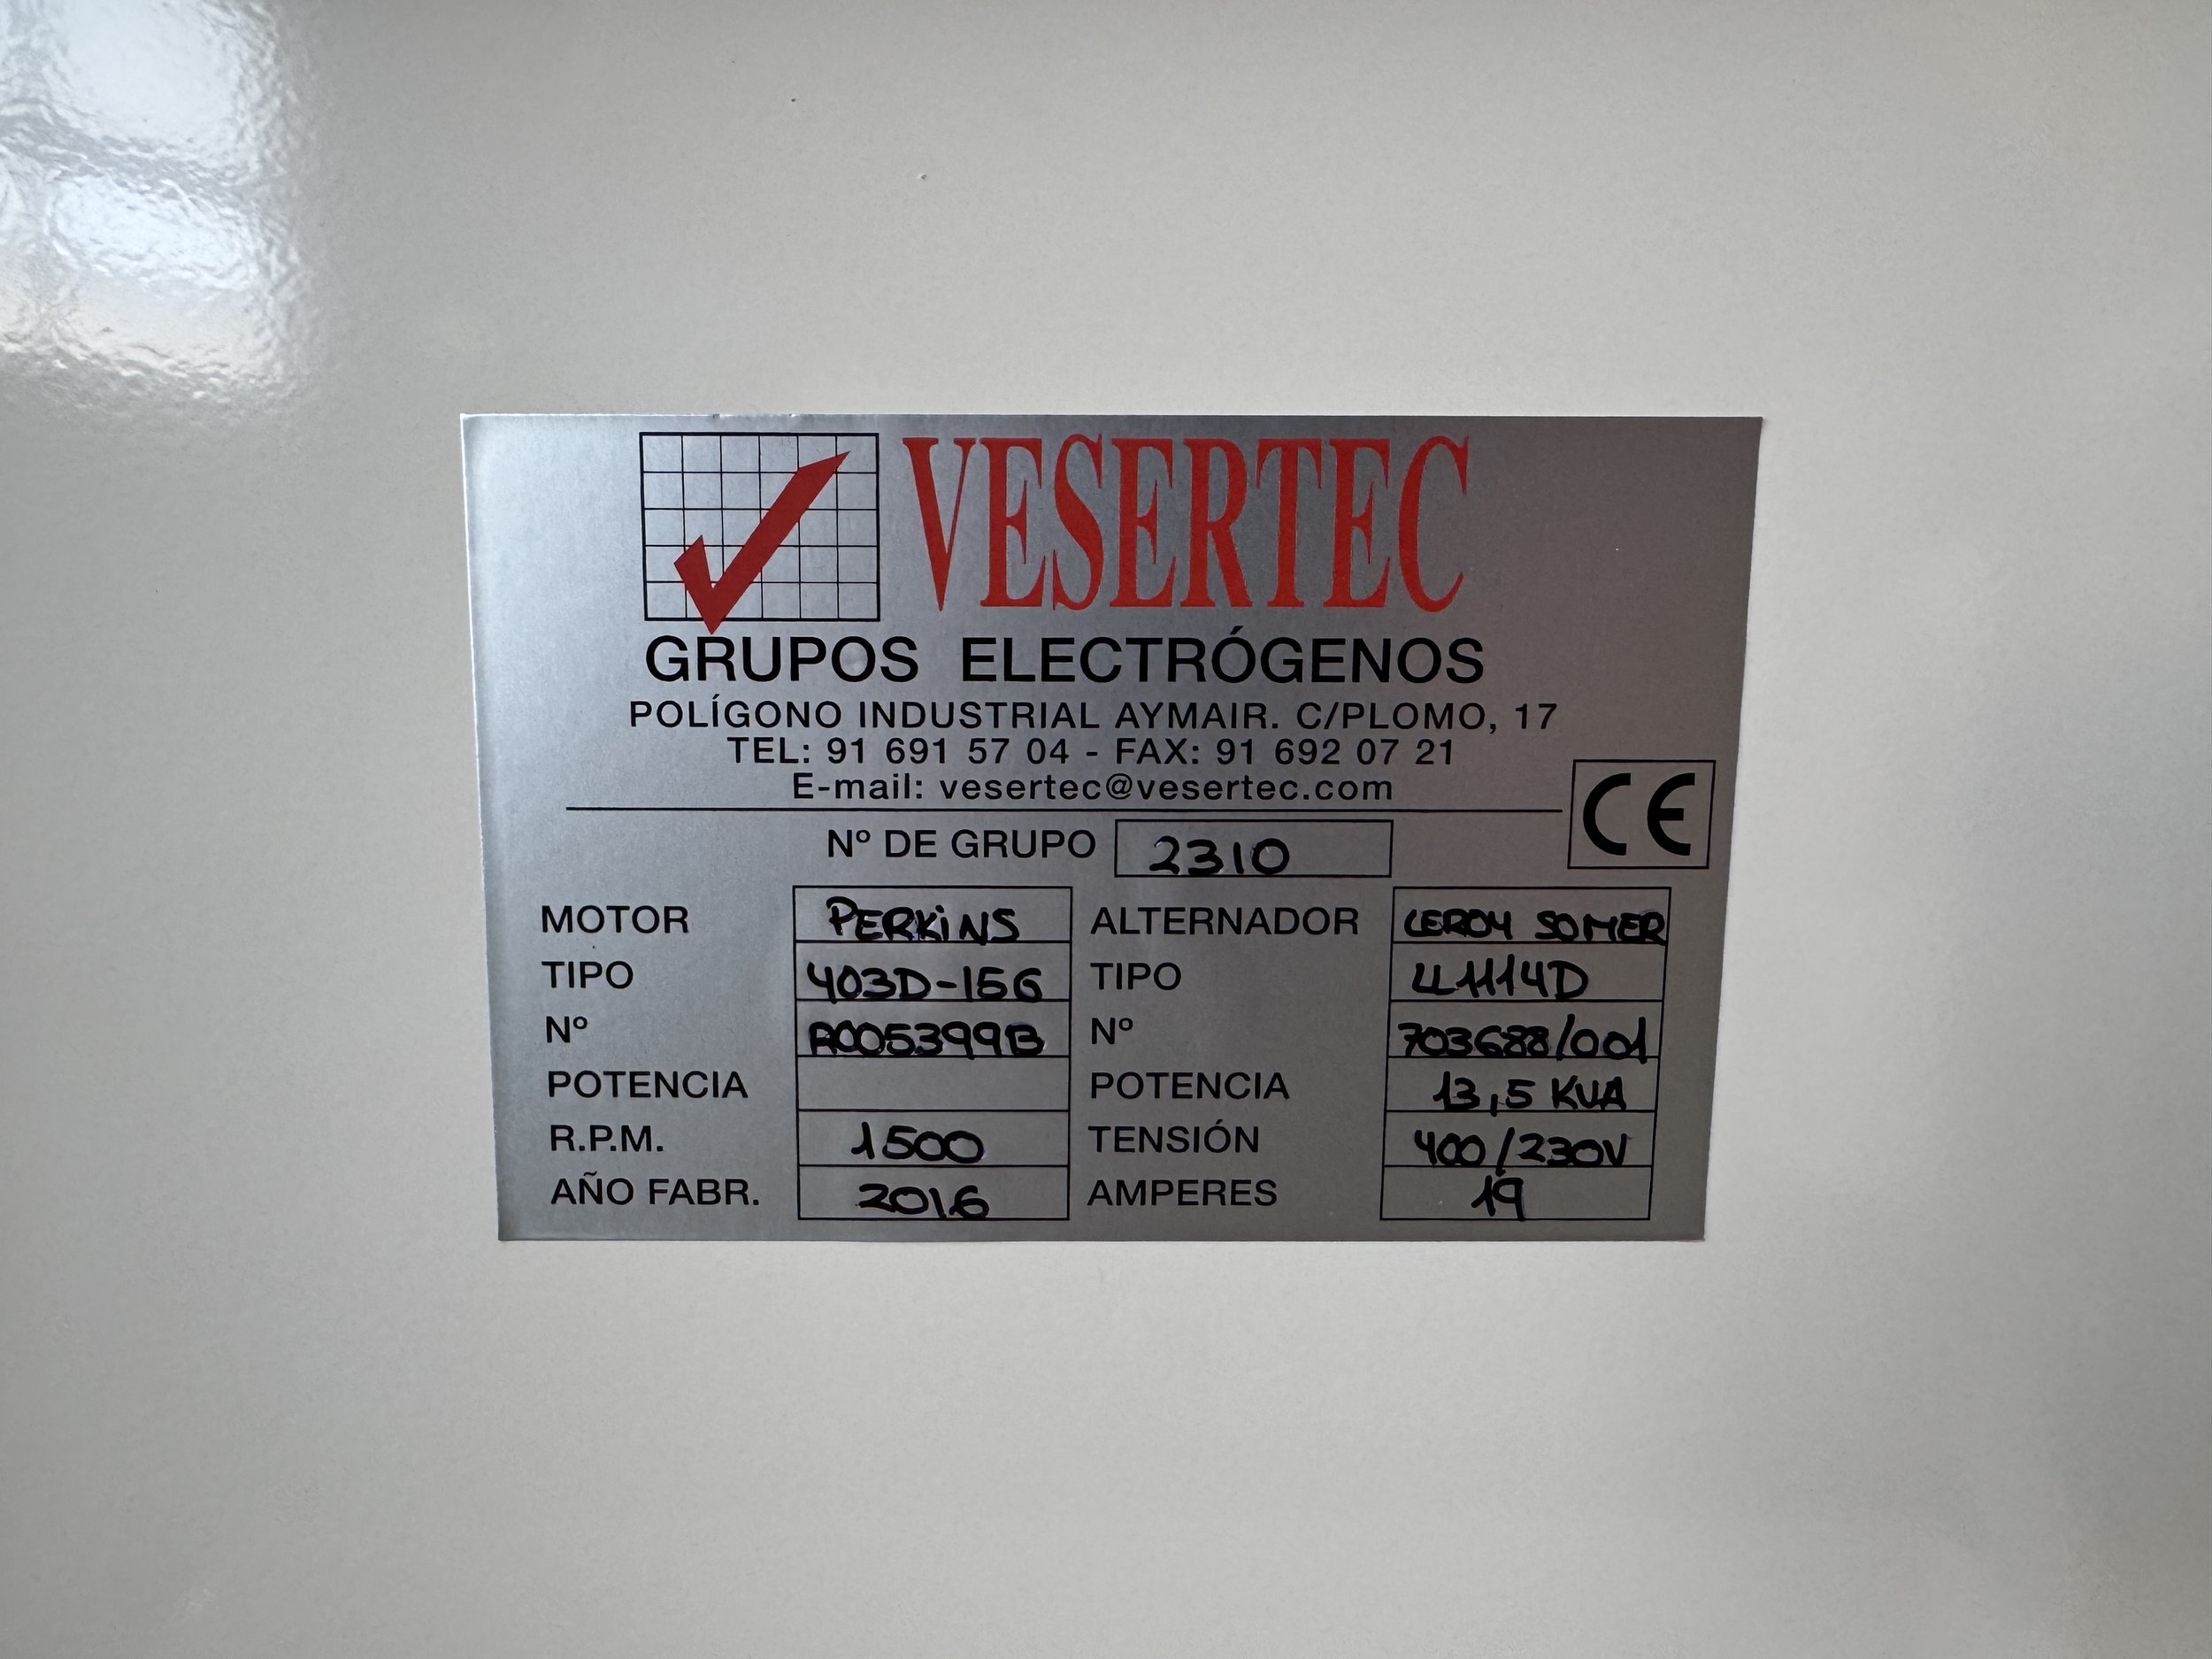 VESERTEC
GRUPOS ELECTRÓGENOS
POLÍGONO INDUSTRIAL AYMAIR. C/PLOMO, 17
TEL: 91 691 57 04 - FAX: 91 692 07 21
E-mail: vesertec@vesertec.com
CE
Nº DE GRUPO 2310
MOTOR PERKiNS ALTERNADOR LEROY SOMER
TIPO 403D-15G TIPO LL1114D
Nº R005399B Nº 703688/001
POTENCIA POTENCIA 13,5 KVA
R.P.M. 1500 TENSIÓN 400/230V
AÑO FABR. 2016 AMPERES 19